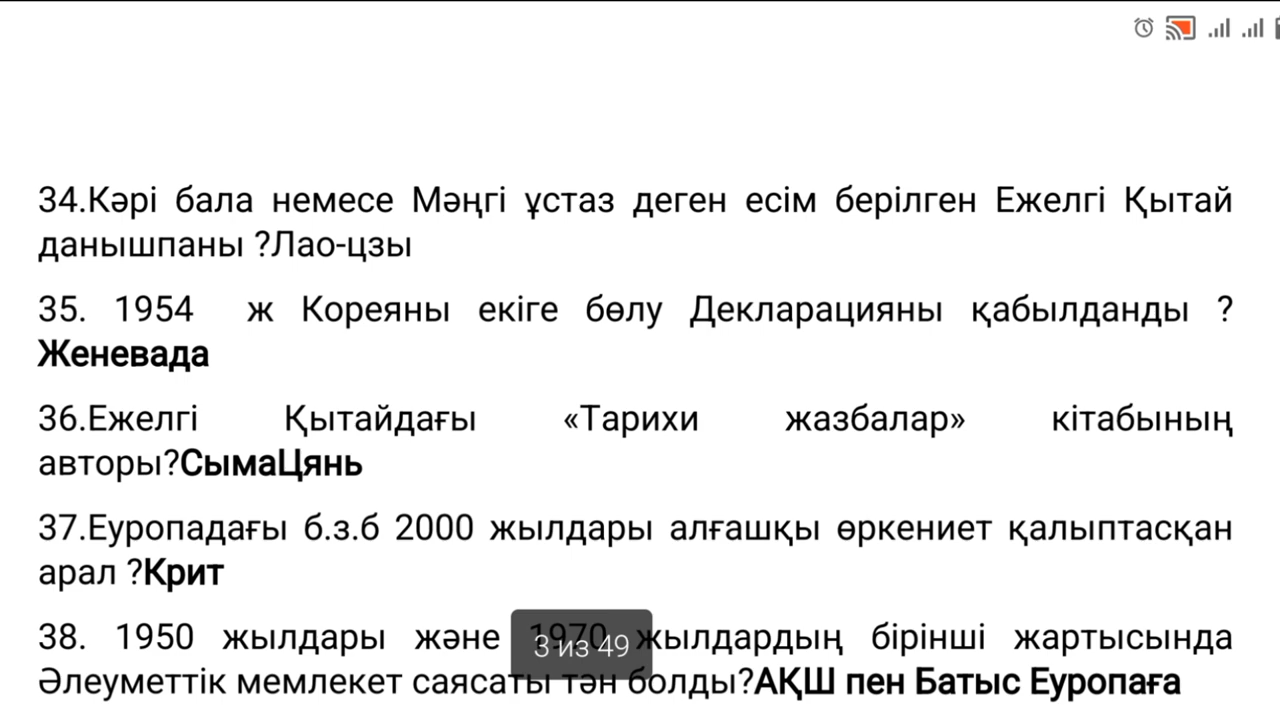 34.Кәрі бала немесе Мәңгі ұстаз деген есім берілген Ежелгі Қытай
данышпаны ?Лао-цзы
35. 1954 ж Кореяны екіге бөлу Декларацияны қабылданды ?
Женевада
36.Ежелгі Қытайдағы «Тарихи жазбалар» кітабының
авторы?СымаЦянь
37.Еуропадағы б.з.б 2000 жылдары алғашқы өркениет қалыптасқан
арал ?Крит
38. 1950 жылдары және 1970 жылдардың бірінші жартысында
3 из 49
Әлеуметтік мемлекет саясаты тән болды?АҚШ пен Батыс Еуропаға